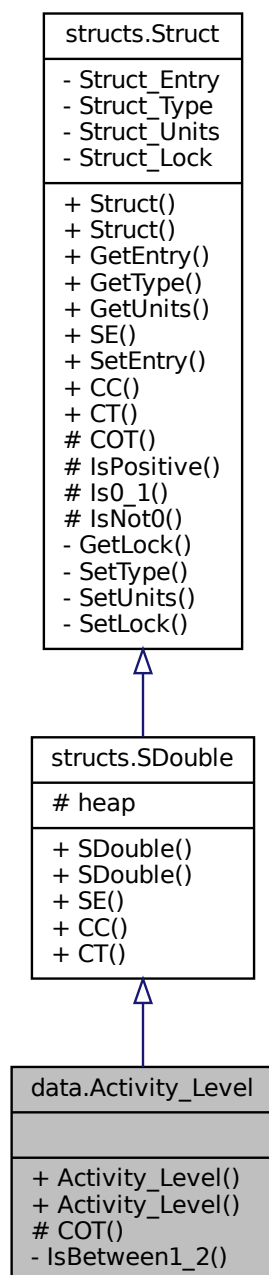 structs.Struct
- Struct_Entry
- Struct_Type
- Struct_Units
- Struct_Lock
+ Struct()
+ Struct()
+ GetEntry()
+ GetType()
+ GetUnits()
+ SE()
+ SetEntry()
+ CC()
+ CT()
# COT()
# IsPositive()
# Is0_1()
# IsNot0()
- GetLock()
- SetType()
- SetUnits()
- SetLock()
structs.SDouble
# heap
+ SDouble()
+ SDouble()
+ SE()
+ CC()
+ CT()
data.Activity_Level
+ Activity_Level()
+ Activity_Level()
# COT()
- IsBetween1_2()